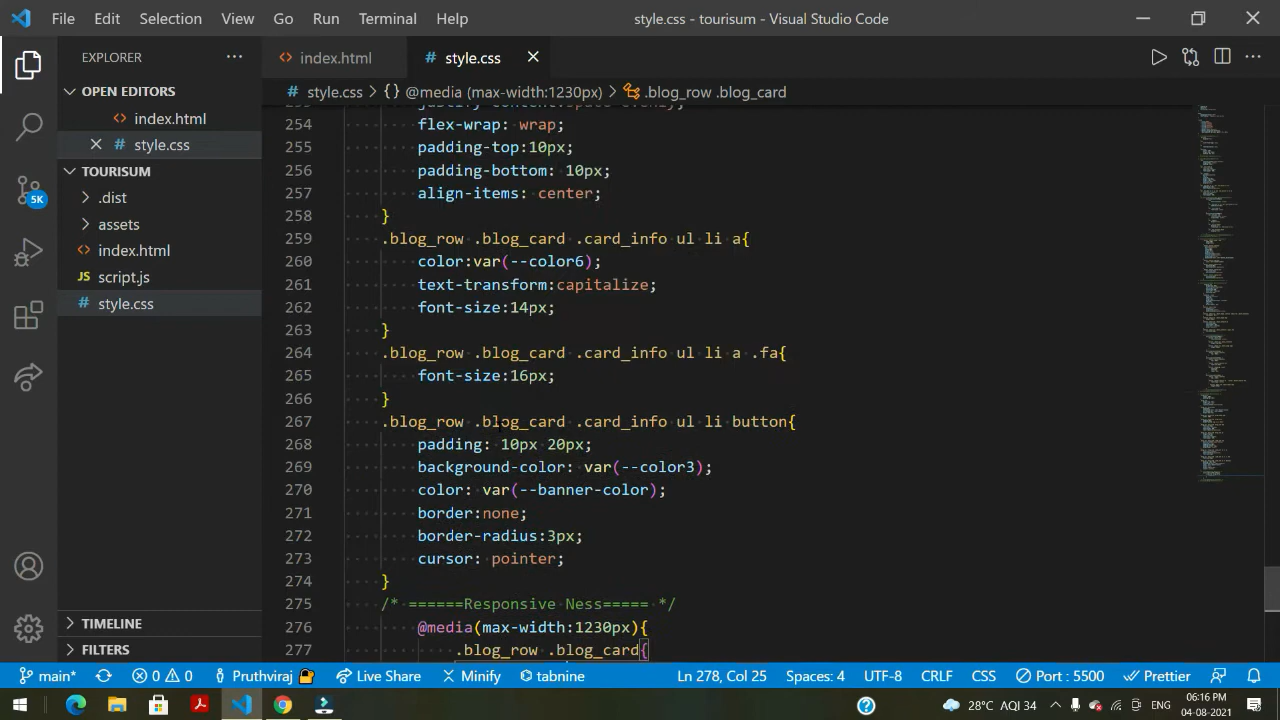 File Edit Selection View Go Run Terminal Help
style.css - tourisum - Visual Studio Code
EXPLORER
index.html
# style.css
OPEN EDITORS
index.html
# style.css
TOURISUM
.dist
assets
index.html
JS script.js
# style.css
TIMELINE
FILTERS
5K
# style.css > {} @media (max-width:1230px) > .blog_row .blog_card
254 flex-wrap: wrap;
255 padding-top:10px;
256 padding-bottom: 10px;
257 align-items: center;
258 }
259 .blog_row .blog_card .card_info ul li a{
260 color:var(--color6);
261 text-transform:capitalize;
262 font-size:14px;
263 }
264 .blog_row .blog_card .card_info ul li a .fa{
265 font-size:16px;
266 }
267 .blog_row .blog_card .card_info ul li button{
268 padding: 10px 20px;
269 background-color: var(--color3);
270 color: var(--banner-color);
271 border:none;
272 border-radius:3px;
273 cursor: pointer;
274 }
275 /* ======Responsive Ness===== */
276 @media(max-width:1230px){
277 .blog_row .blog_card{
main* 0 0 Pruthviraj Live Share Minify tabnine Ln 278, Col 25 Spaces: 4 UTF-8 CRLF CSS Port : 5500 Prettier
28°C AQI 34 ENG 06:16 PM
04-08-2021